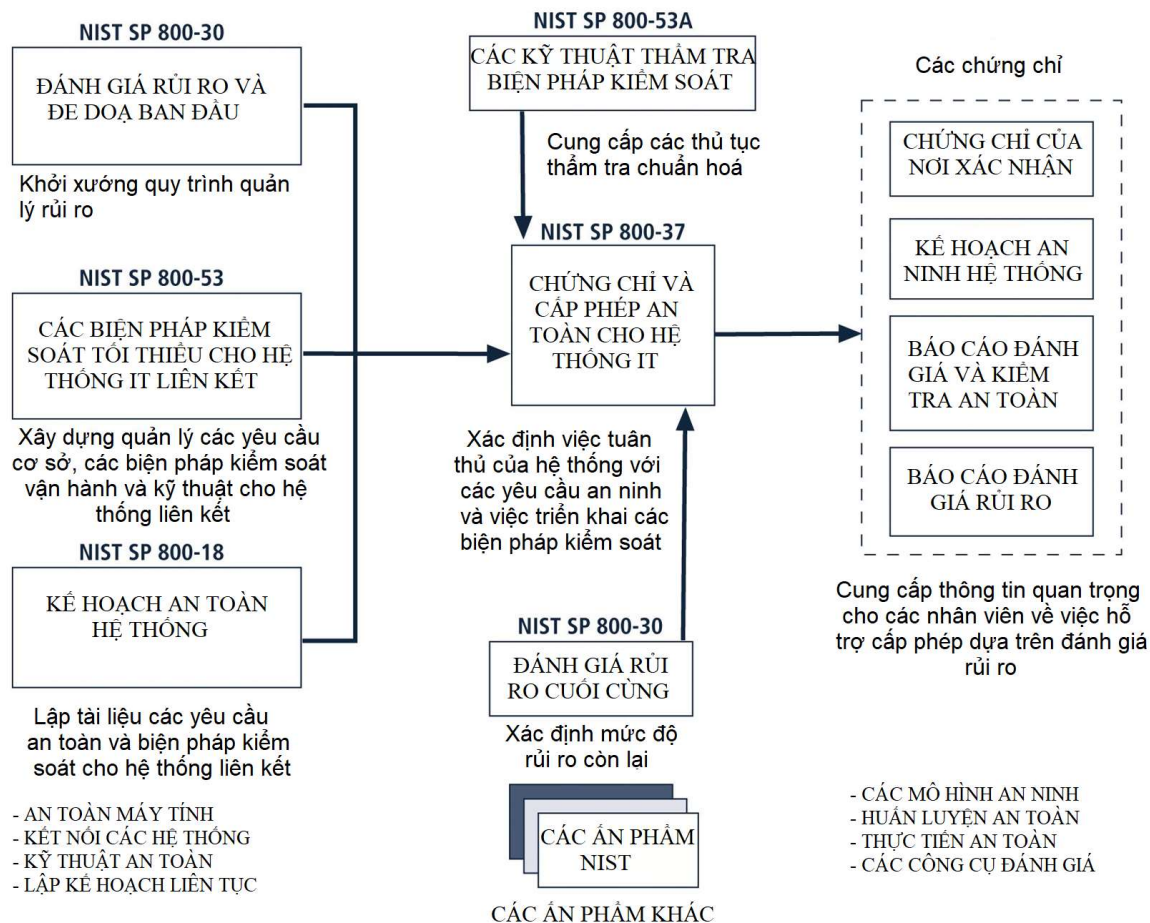 NIST SP 800-30
ĐÁNH GIÁ RỦI RO VÀ
ĐE DOẠ BAN ĐẦU
Khởi xướng quy trình quản
lý rủi ro
NIST SP 800-53
CÁC BIỆN PHÁP KIỂM
SOÁT TỐI THIỂU CHO HỆ
THỐNG IT LIÊN KẾT
Xây dựng quản lý các yêu cầu
cơ sở, các biện pháp kiểm soát
vận hành và kỹ thuật cho hệ
thống liên kết
NIST SP 800-18
KẾ HOẠCH AN TOÀN
HỆ THỐNG
Lập tài liệu các yêu cầu
an toàn và biện pháp kiểm
soát cho hệ thống liên kết
- AN TOÀN MÁY TÍNH
- KẾT NỐI CÁC HỆ THỐNG
- KỸ THUẬT AN TOÀN
- LẬP KẾ HOẠCH LIÊN TỤC
NIST SP 800-53A
CÁC KỸ THUẬT THẨM TRA
BIỆN PHÁP KIỂM SOÁT
Cung cấp các thủ tục
thẩm tra chuẩn hoá
NIST SP 800-37
CHỨNG CHỈ VÀ
CẤP PHÉP AN
TOÀN CHO HỆ
THỐNG IT
Xác định việc tuân
thủ của hệ thống với
các yêu cầu an ninh
và việc triển khai các
biện pháp kiểm soát
NIST SP 800-30
ĐÁNH GIÁ RỦI
RO CUỐI CÙNG
Xác định mức độ
rủi ro còn lại
CÁC ẤN PHẨM
NIST
CÁC ẤN PHẨM KHÁC
Các chứng chỉ
CHỨNG CHỈ CỦA
NƠI XÁC NHẬN
KẾ HOẠCH AN
NINH HỆ THỐNG
BÁO CÁO ĐÁNH
GIÁ VÀ KIỂM
TRA AN TOÀN
BÁO CÁO ĐÁNH
GIÁ RỦI RO
Cung cấp thông tin quan trọng
cho các nhân viên về việc hỗ
trợ cấp phép dựa trên đánh giá
rủi ro
- CÁC MÔ HÌNH AN NINH
- HUẤN LUYỆN AN TOÀN
- THỰC TIỄN AN TOÀN
- CÁC CÔNG CỤ ĐÁNH GIÁ